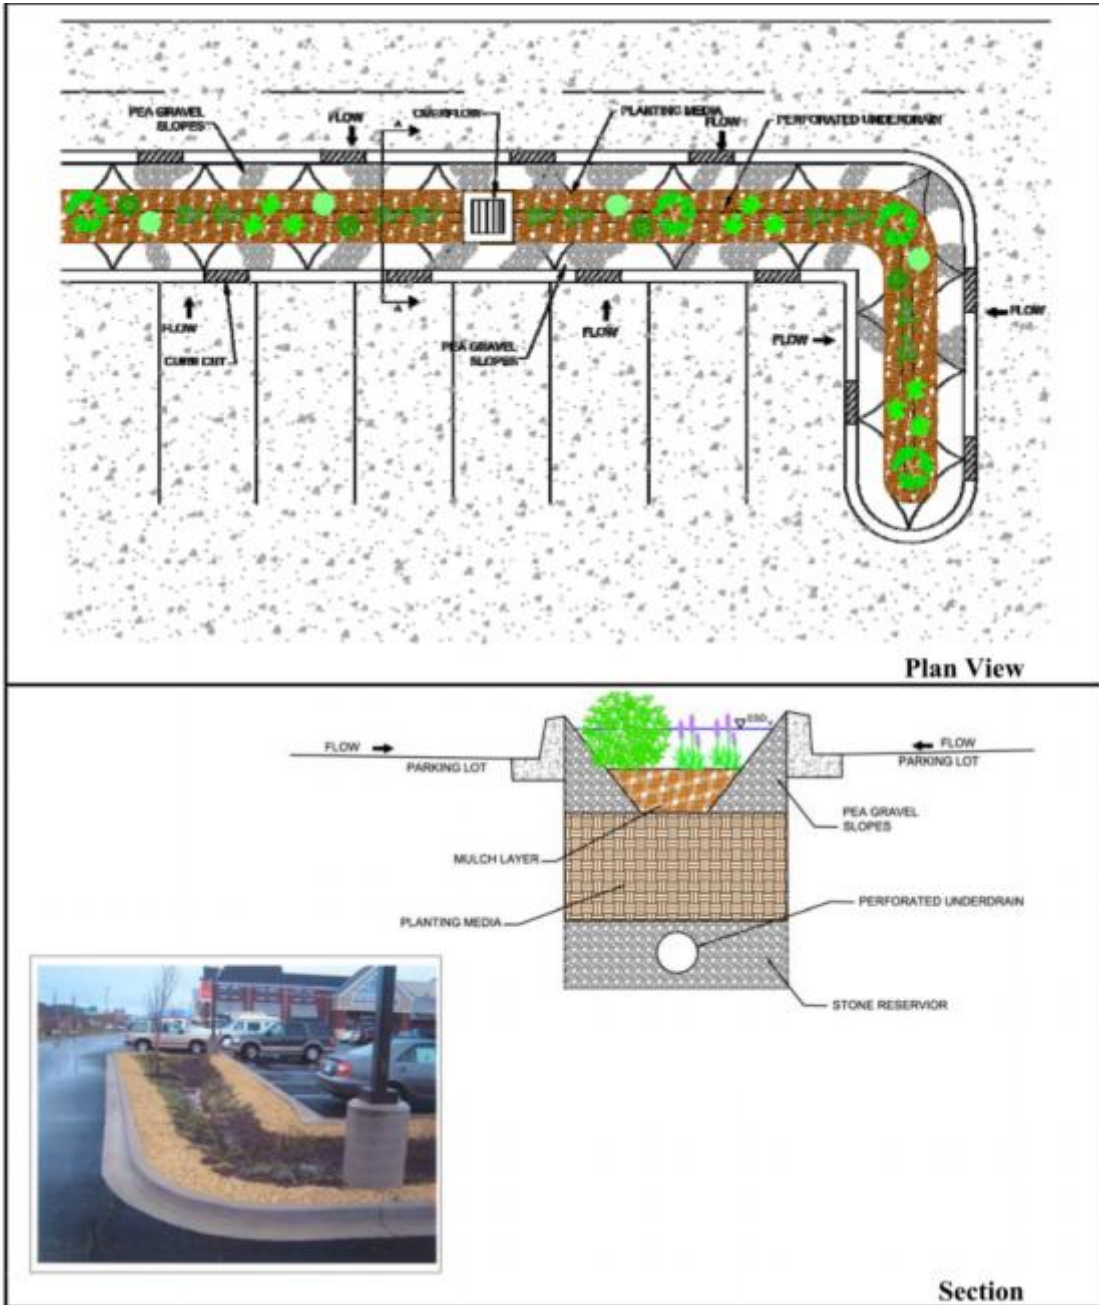 PEA GRAVEL
SLOPES
FLOW
A
OVERFLOW
PLANTING MEDIA
FLOW
PERFORATED UNDERDRAIN
FLOW
CURB CUT
A
PEA GRAVEL
SLOPES
FLOW
FLOW
FLOW
Plan View
FLOW
PARKING LOT
FLOW
PARKING LOT
PEA GRAVEL
SLOPES
MULCH LAYER
PLANTING MEDIA
PERFORATED UNDERDRAIN
STONE RESERVIOR
Section